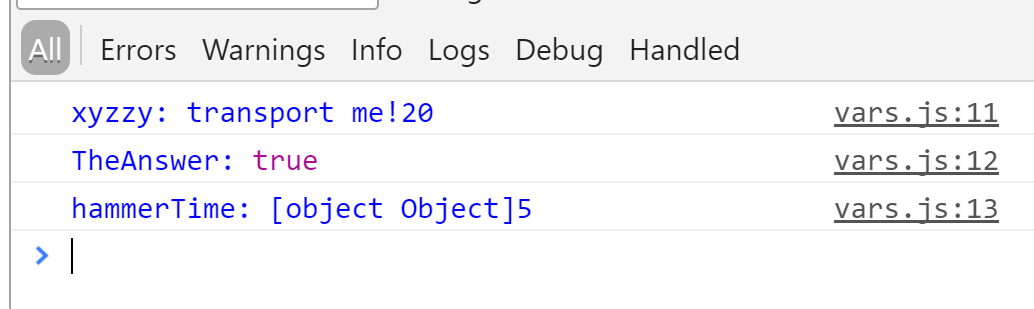 All Errors Warnings Info Logs Debug Handled
xyzzy: transport me!20 vars.js:11
TheAnswer: true vars.js:12
hammerTime: [object Object]5 vars.js:13
>